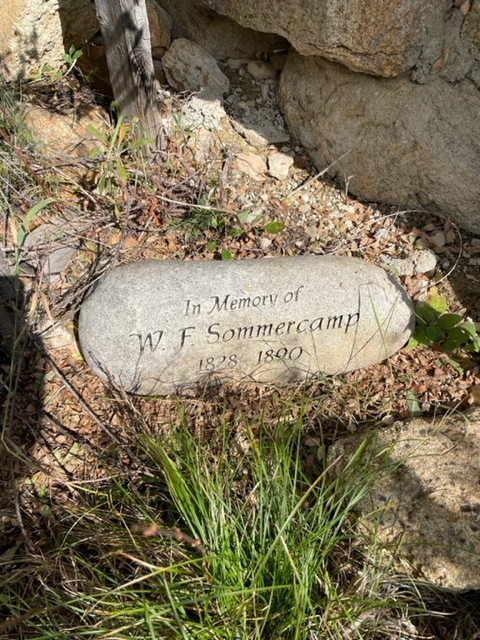 In Memory of
W. F. Sommercamp
1828 1890